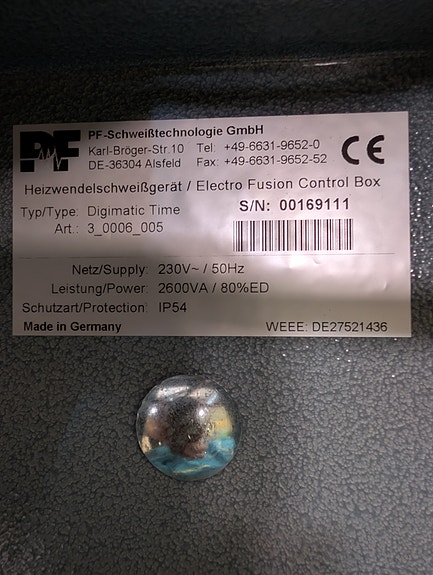 PF
PF-Schweißtechnologie GmbH
Karl-Bröger-Str.10 Tel: +49-6631-9652-0
DE-36304 Alsfeld Fax: +49-6631-9652-52
CE
Heizwendelschweißgerät / Electro Fusion Control Box
Typ/Type: Digimatic Time S/N: 00169111
Art.: 3_0006_005
Netz/Supply: 230V~ / 50Hz
Leistung/Power: 2600VA / 80%ED
Schutzart/Protection: IP54
Made in Germany WEEE: DE27521436